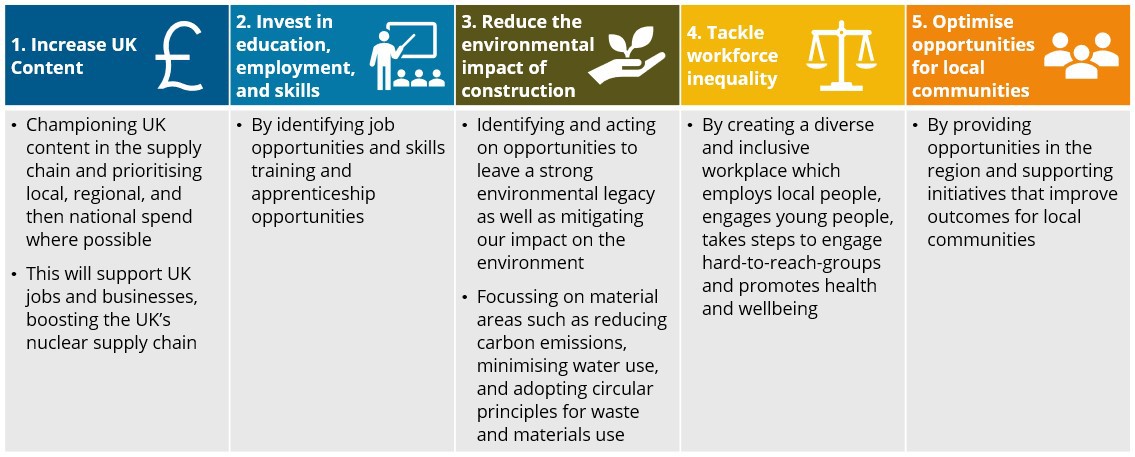 1. Increase UK
Content
2. Invest in
education,
employment,
and skills
3. Reduce the
environmental
impact of
construction
4. Tackle
workforce
inequality
5. Optimise
opportunities
for local
communities
• Championing UK
content in the supply
chain and prioritising
local, regional, and
then national spend
where possible
• This will support UK
jobs and businesses,
boosting the UK’s
nuclear supply chain
• By identifying job
opportunities and skills
training and
apprenticeship
opportunities
• Identifying and acting
on opportunities to
leave a strong
environmental legacy
as well as mitigating
our impact on the
environment
• Focussing on material
areas such as reducing
carbon emissions,
minimising water use,
and adopting circular
principles for waste
and materials use
• By creating a diverse
and inclusive
workplace which
employs local people,
engages young people,
takes steps to engage
hard-to-reach-groups
and promotes health
and wellbeing
• By providing
opportunities in the
region and supporting
initiatives that improve
outcomes for local
communities